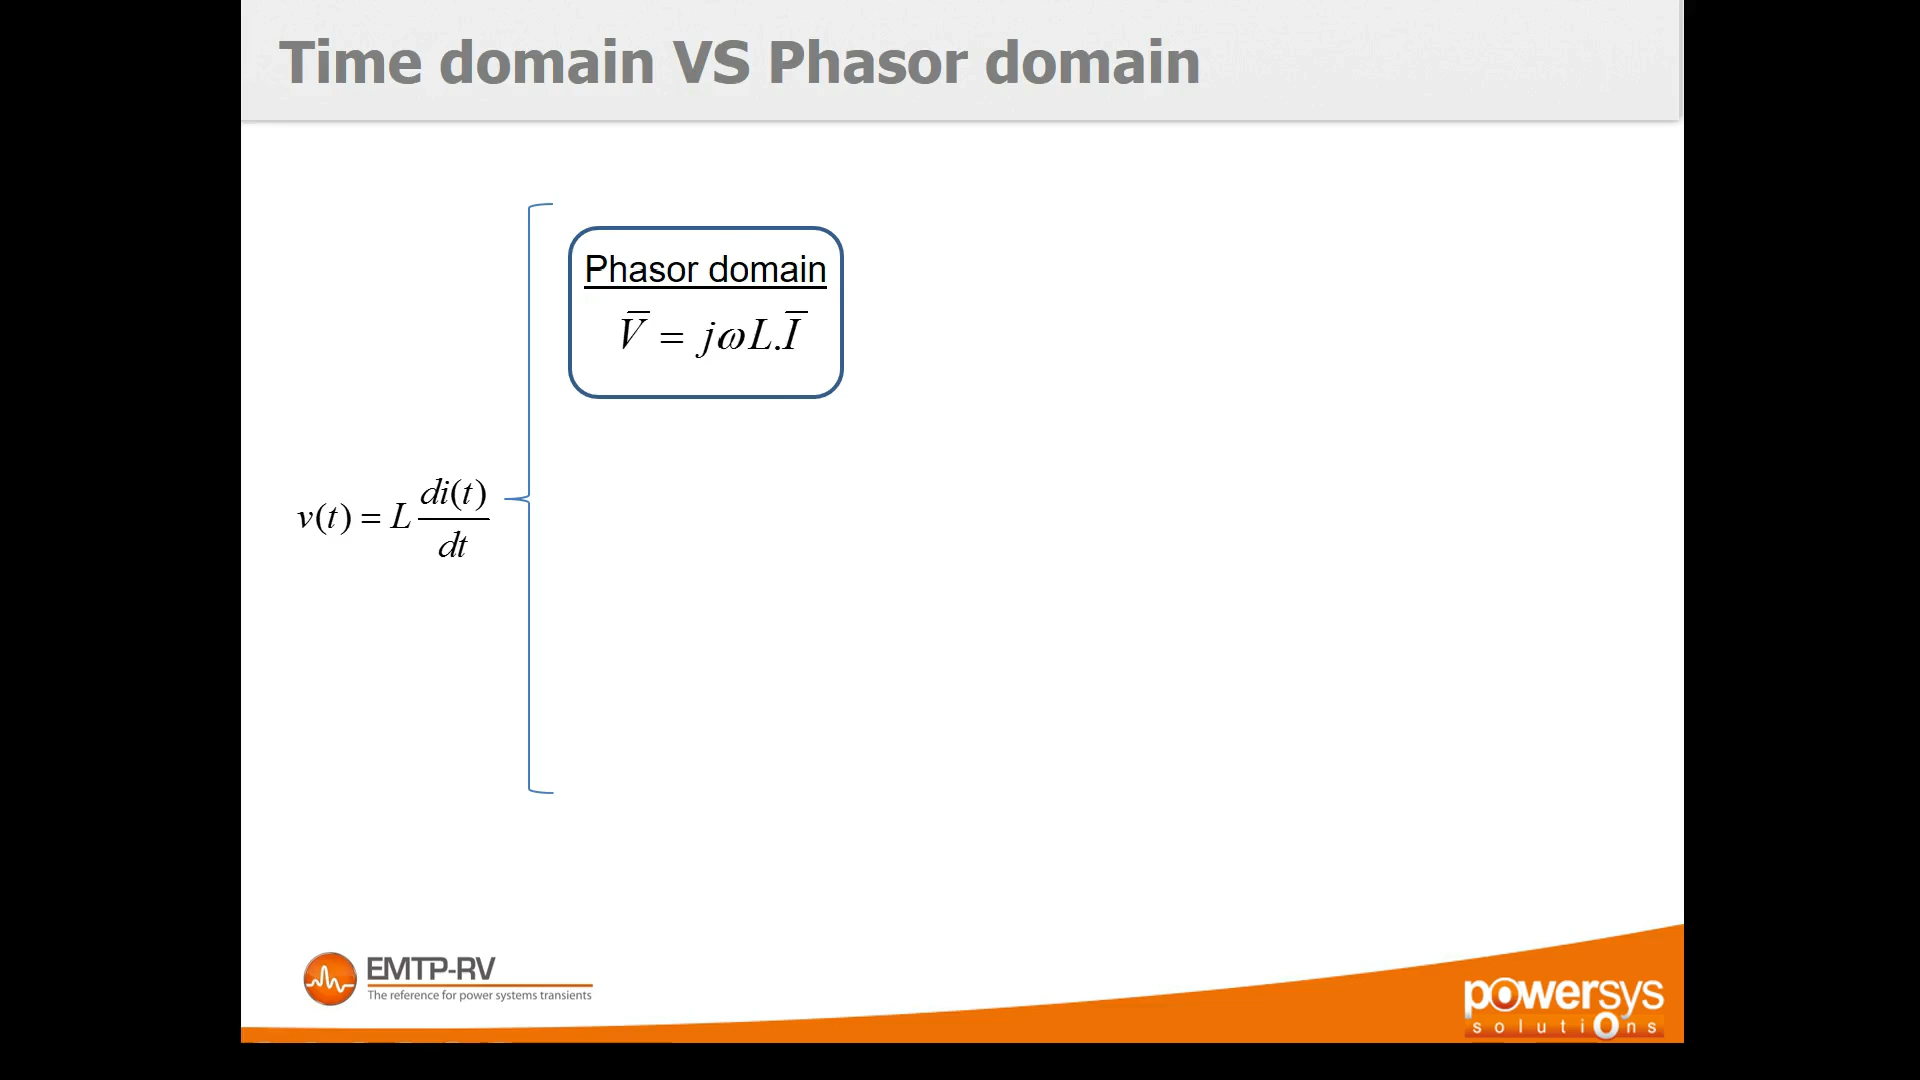 Time domain VS Phasor domain
Phasor domain
V̅ = jωL.I̅
v(t) = L di(t)/dt
EMTP-RV
The reference for power systems transients
powersys
solutions